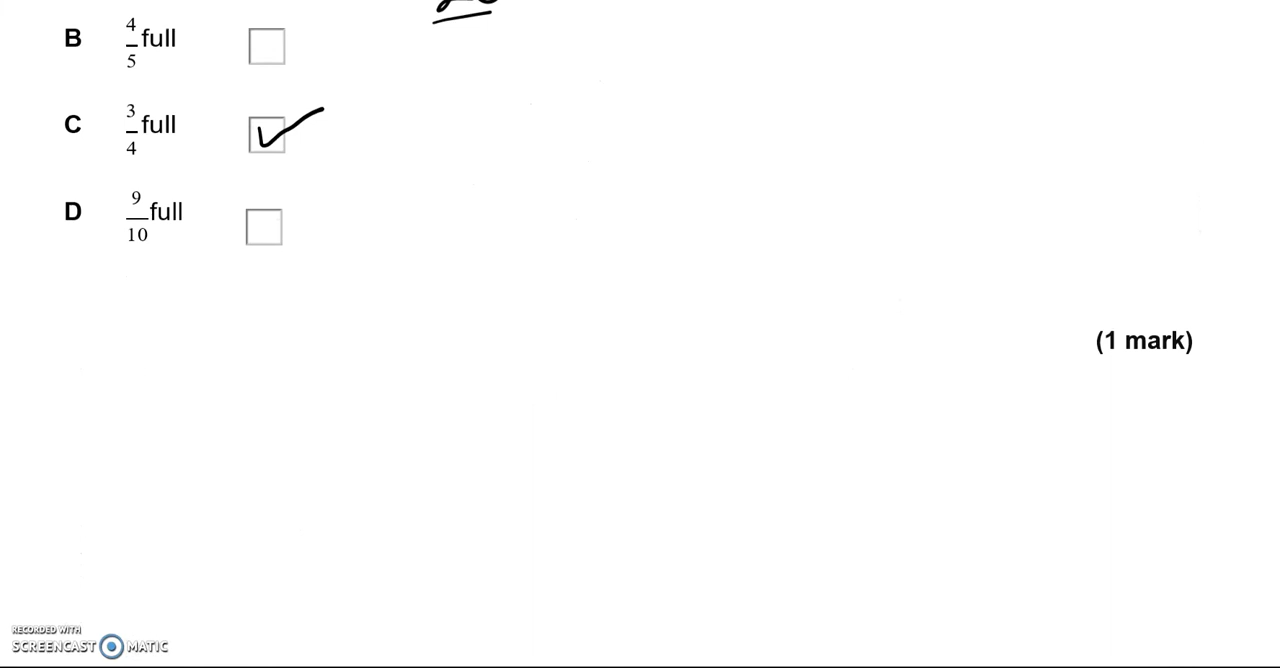 B 4/5 full
C 3/4 full
D 9/10 full
(1 mark)
RECORDED WITH
SCREENCAST MATIC